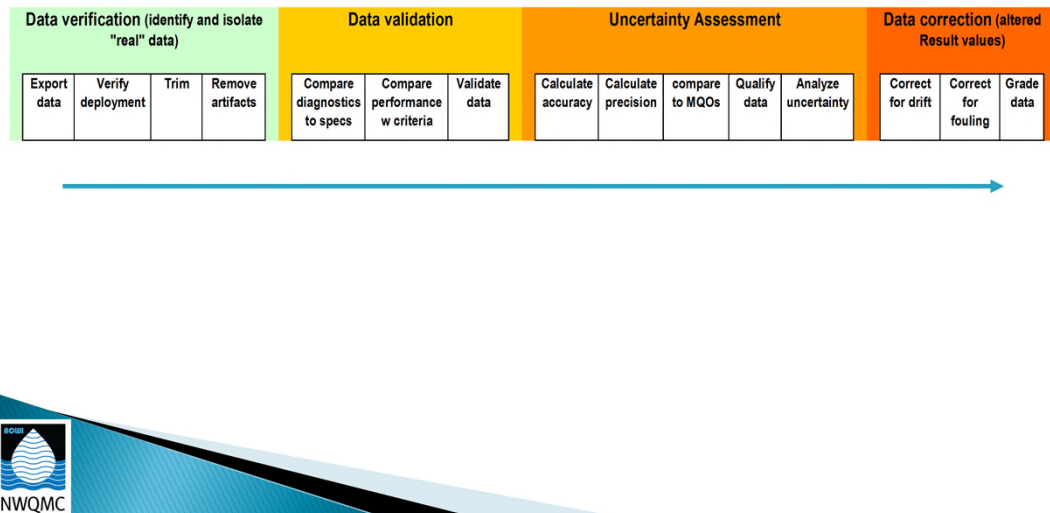 Data verification (identify and isolate
"real" data)
Export
data
Verify
deployment
Trim
Remove
artifacts
Data validation
Compare
diagnostics
to specs
Compare
performance
w criteria
Validate
data
Uncertainty Assessment
Calculate
accuracy
Calculate
precision
compare
to MQOs
Qualify
data
Analyze
uncertainty
Data correction (altered
Result values)
Correct
for drift
Correct
for
fouling
Grade
data
ACWI
NWQMC